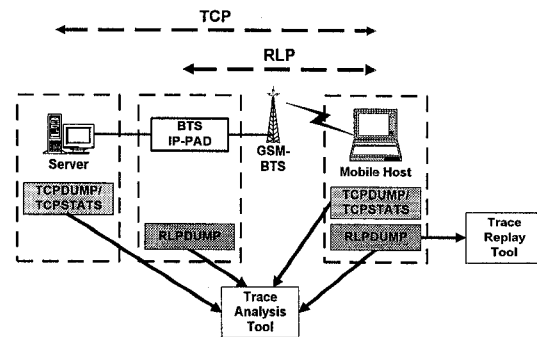 TCP
RLP
Server
BTS
IP-PAD
GSM-
BTS
Mobile Host
TCPDUMP/
TCPSTATS
RLPDUMP
TCPDUMP/
TCPSTATS
RLPDUMP
Trace
Replay
Tool
Trace
Analysis
Tool